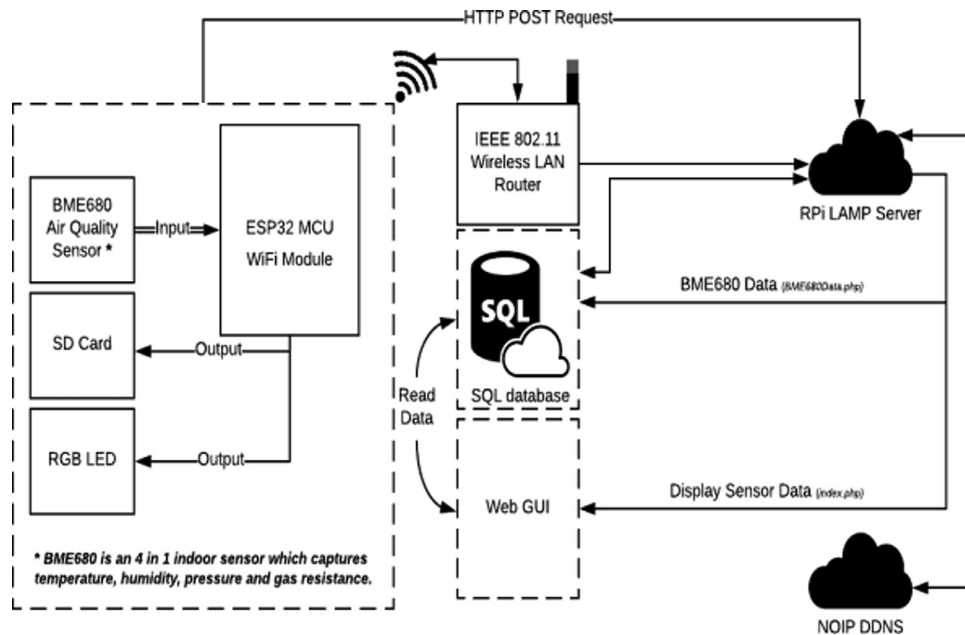 HTTP POST Request
IEEE 802.11
Wireless LAN
Router
RPi LAMP Server
BME680
Air Quality
Sensor *
Input
ESP32 MCU
WiFi Module
SD Card
Output
RGB LED
Output
* BME680 is an 4 in 1 indoor sensor which captures
temperature, humidity, pressure and gas resistance.
SQL
SQL database
Read
Data
Web GUI
BME680 Data (BME680Data.php)
Display Sensor Data (index.php)
NOIP DDNS